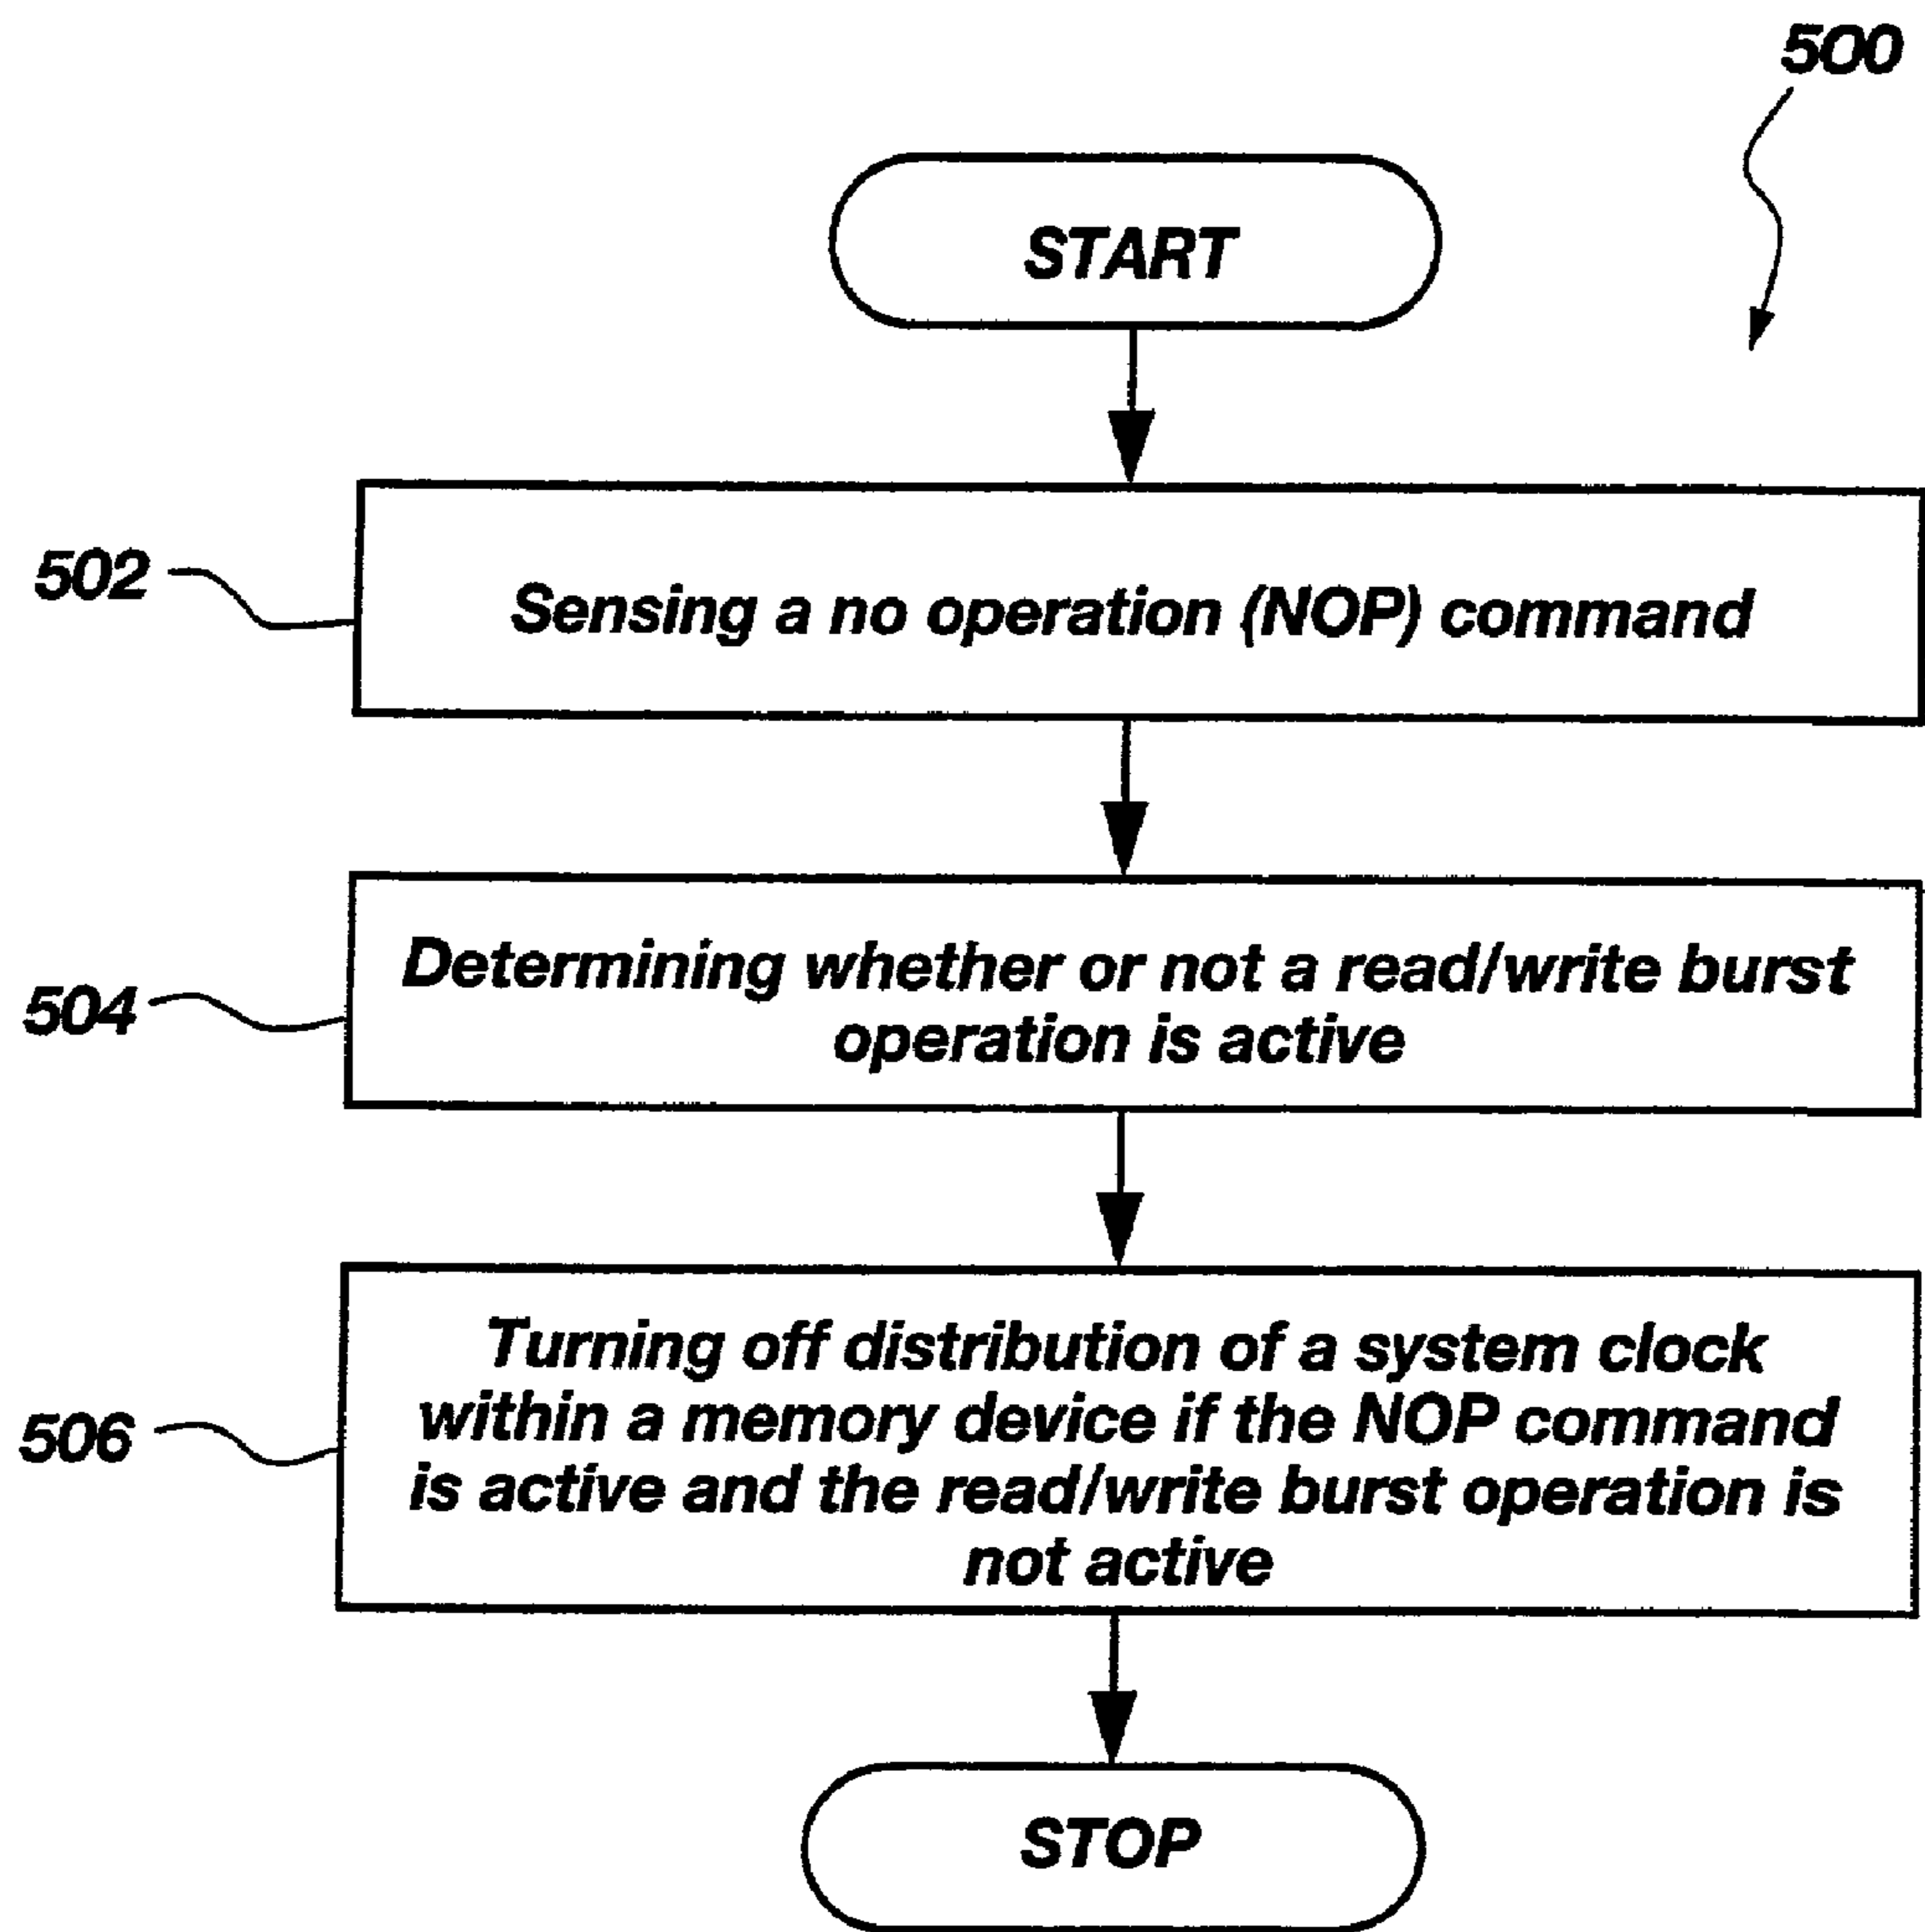 500
START
502
Sensing a no operation (NOP) command
504
Determining whether or not a read/write burst
operation is active
506
Turning off distribution of a system clock
within a memory device if the NOP command
is active and the read/write burst operation is
not active
STOP